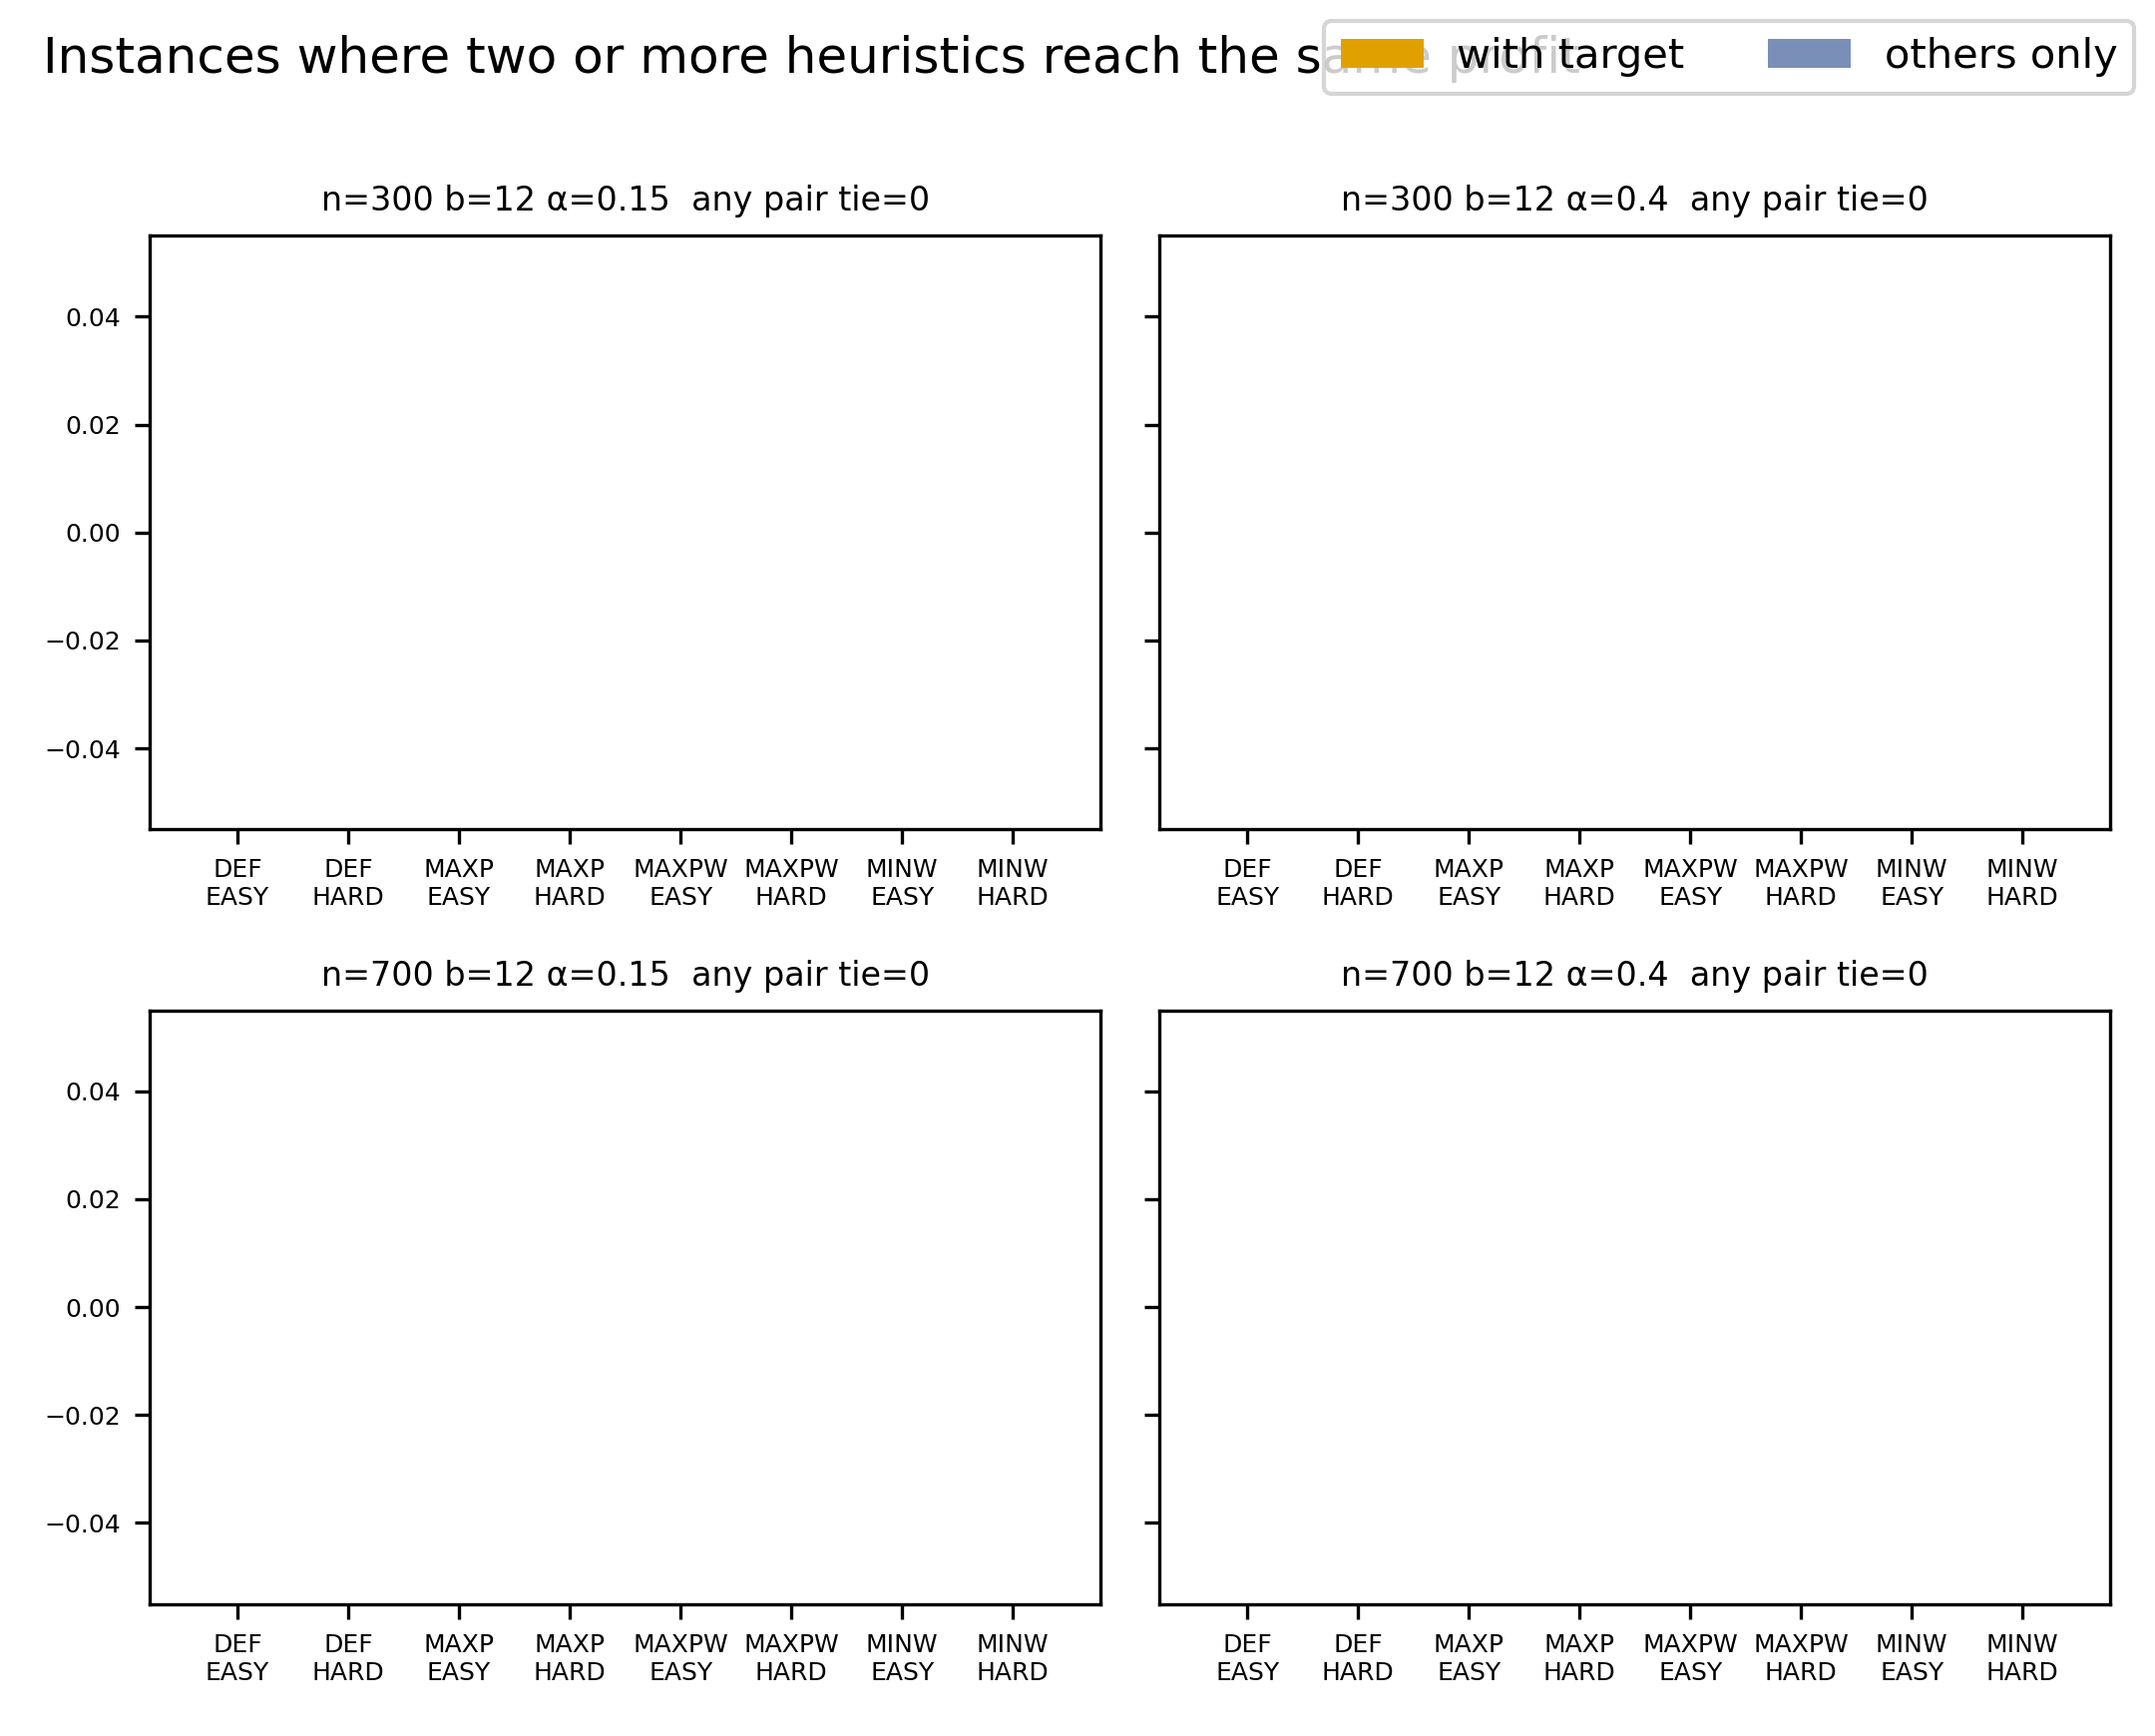 Instances where two or more heuristics reach the same profit
with target others only
n=300 b=12 α=0.15 any pair tie=0
n=300 b=12 α=0.4 any pair tie=0
0.04
0.02
0.00
−0.02
−0.04
DEF EASY
DEF HARD
MAXP EASY
MAXP HARD
MAXPW EASY
MAXPW HARD
MINW EASY
MINW HARD
DEF EASY
DEF HARD
MAXP EASY
MAXP HARD
MAXPW EASY
MAXPW HARD
MINW EASY
MINW HARD
n=700 b=12 α=0.15 any pair tie=0
n=700 b=12 α=0.4 any pair tie=0
0.04
0.02
0.00
−0.02
−0.04
DEF EASY
DEF HARD
MAXP EASY
MAXP HARD
MAXPW EASY
MAXPW HARD
MINW EASY
MINW HARD
DEF EASY
DEF HARD
MAXP EASY
MAXP HARD
MAXPW EASY
MAXPW HARD
MINW EASY
MINW HARD